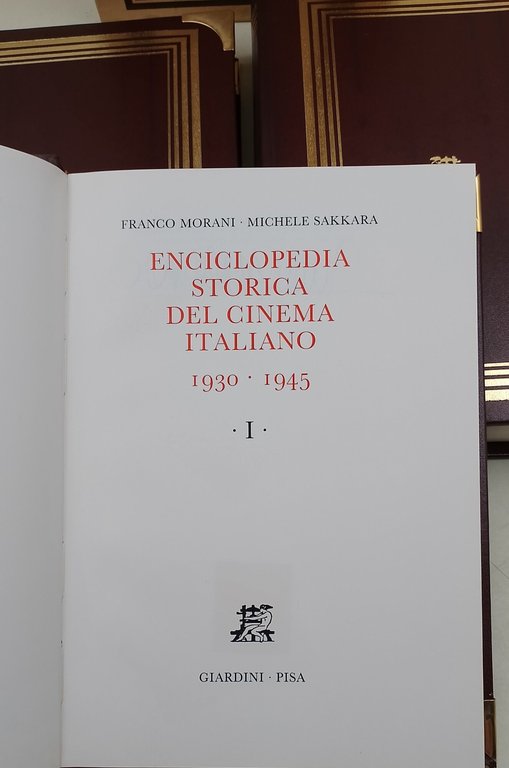 FRANCO MORANI · MICHELE SAKKARA
ENCICLOPEDIA
STORICA
DEL CINEMA
ITALIANO
1930 · 1945
· I ·
GIARDINI · PISA